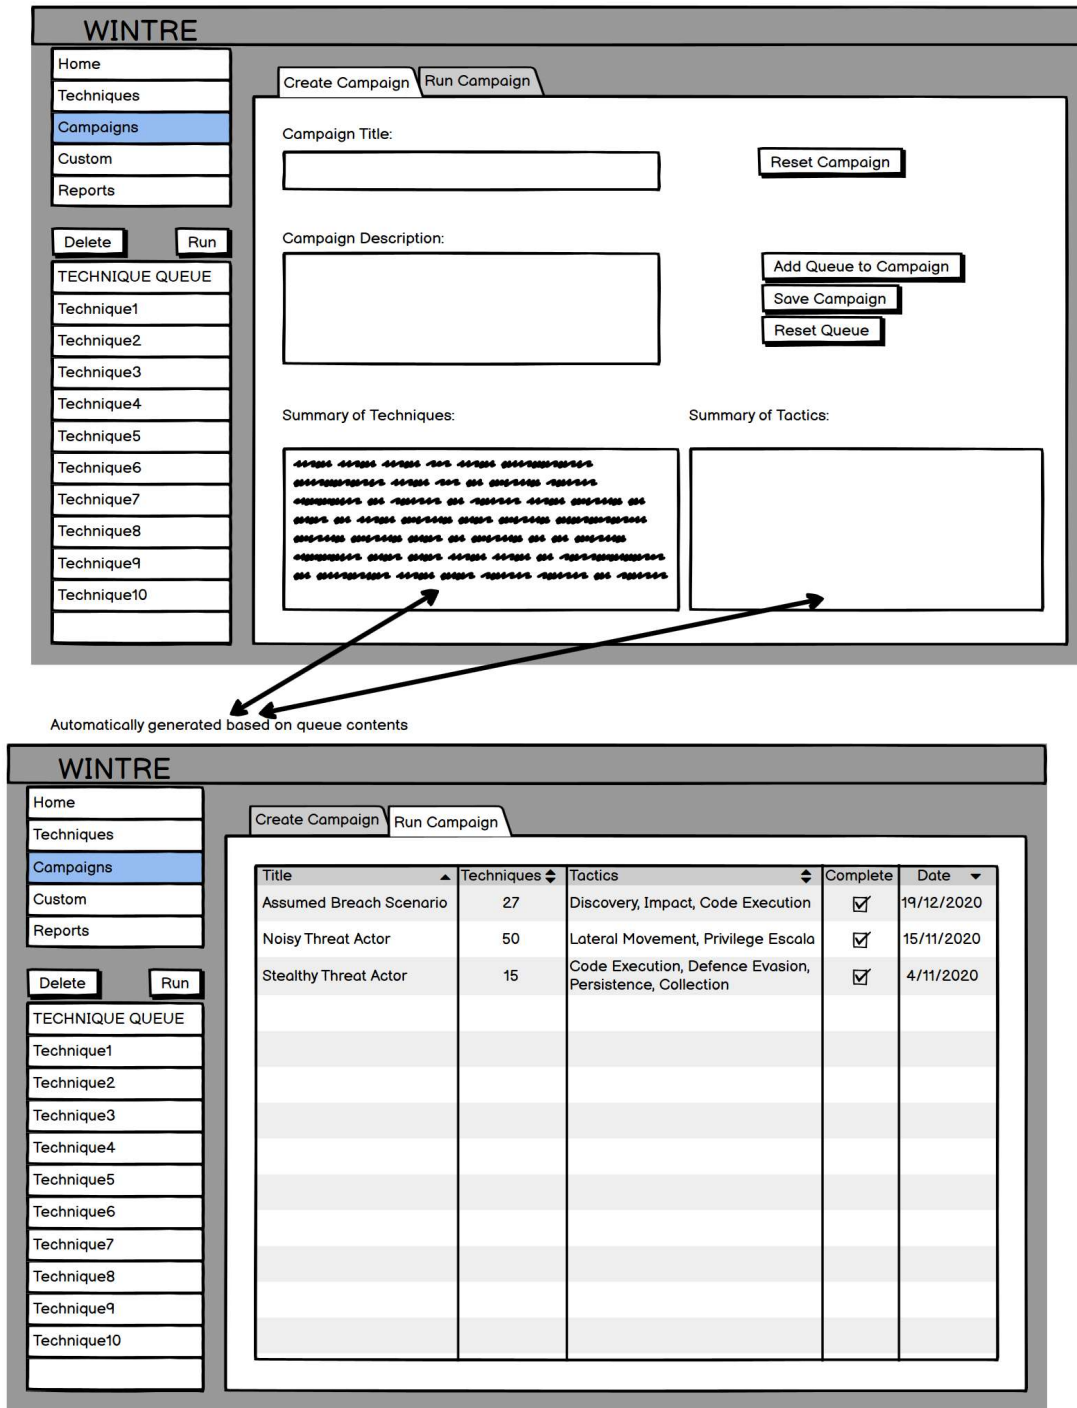 WINTRE
Home
Techniques
Campaigns
Custom
Reports
Delete
Run
TECHNIQUE QUEUE
Technique1
Technique2
Technique3
Technique4
Technique5
Technique6
Technique7
Technique8
Technique9
Technique10
Create Campaign
Run Campaign
Campaign Title:
Reset Campaign
Campaign Description:
Add Queue to Campaign
Save Campaign
Reset Queue
Summary of Techniques:
Summary of Tactics:
Automatically generated based on queue contents
WINTRE
Home
Techniques
Campaigns
Custom
Reports
Delete
Run
TECHNIQUE QUEUE
Technique1
Technique2
Technique3
Technique4
Technique5
Technique6
Technique7
Technique8
Technique9
Technique10
Create Campaign
Run Campaign
Title Techniques Tactics Complete Date
Assumed Breach Scenario 27 Discovery, Impact, Code Execution 19/12/2020
Noisy Threat Actor 50 Lateral Movement, Privilege Escala 15/11/2020
Stealthy Threat Actor 15 Code Execution, Defence Evasion, 4/11/2020
Persistence, Collection